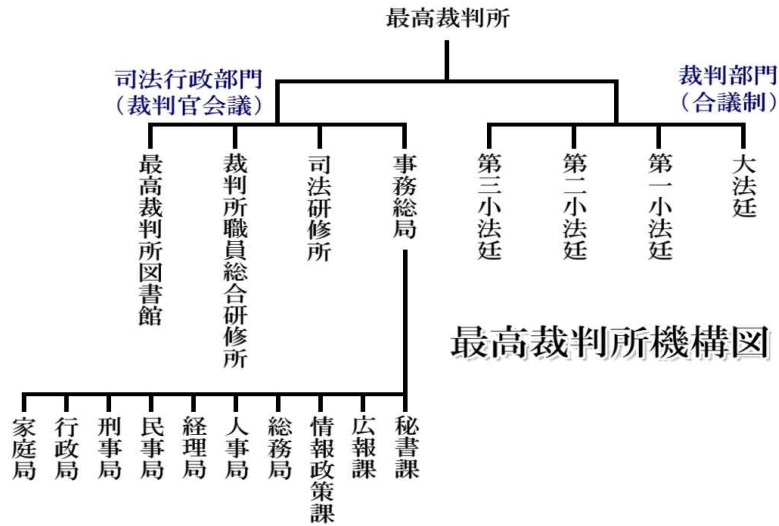 最高裁判所
裁判部門
（合議制）
司法行政部門
（裁判官会議）
大法廷
第一小法廷
第二小法廷
第三小法廷
事務総局
司法研修所
裁判所職員総合研修所
最高裁判所図書館
最高裁判所機構図
秘書課
広報課
情報政策課
総務局
人事局
経理局
民事局
刑事局
行政局
家庭局